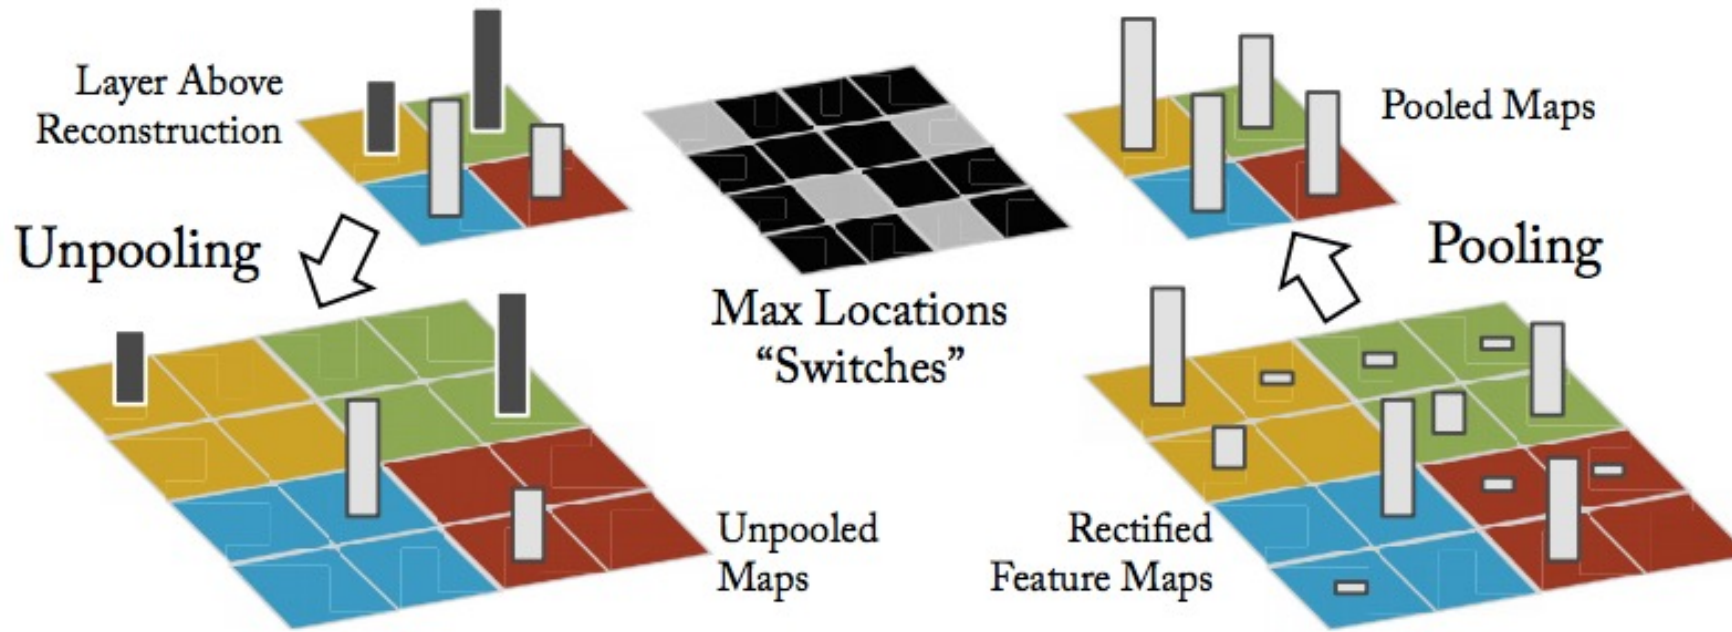 Layer Above
Reconstruction
Pooled Maps
Unpooling
Pooling
Max Locations
“Switches”
Unpooled
Maps
Rectified
Feature Maps